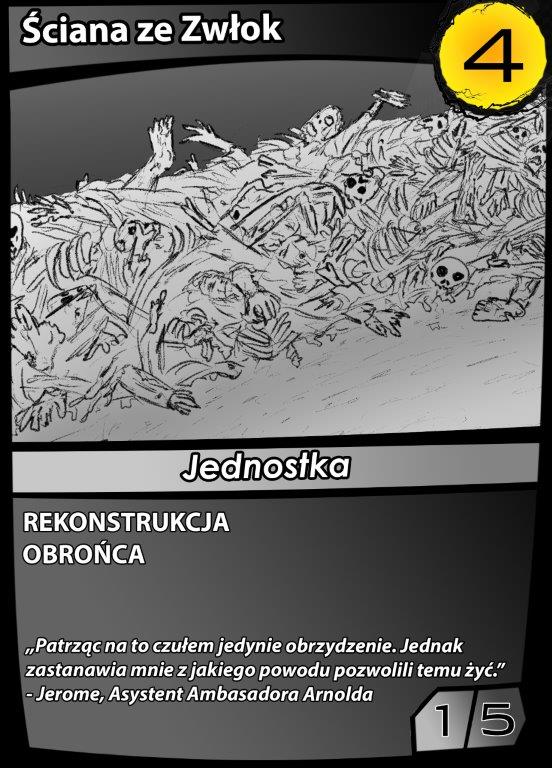 Ściana ze Zwłok
4
Jednostka
REKONSTRUKCJA
OBROŃCA
„Patrząc na to czułem jedynie obrzydzenie. Jednak
zastanawia mnie z jakiego powodu pozwolili temu żyć.”
- Jerome, Asystent Ambasadora Arnolda
1 5